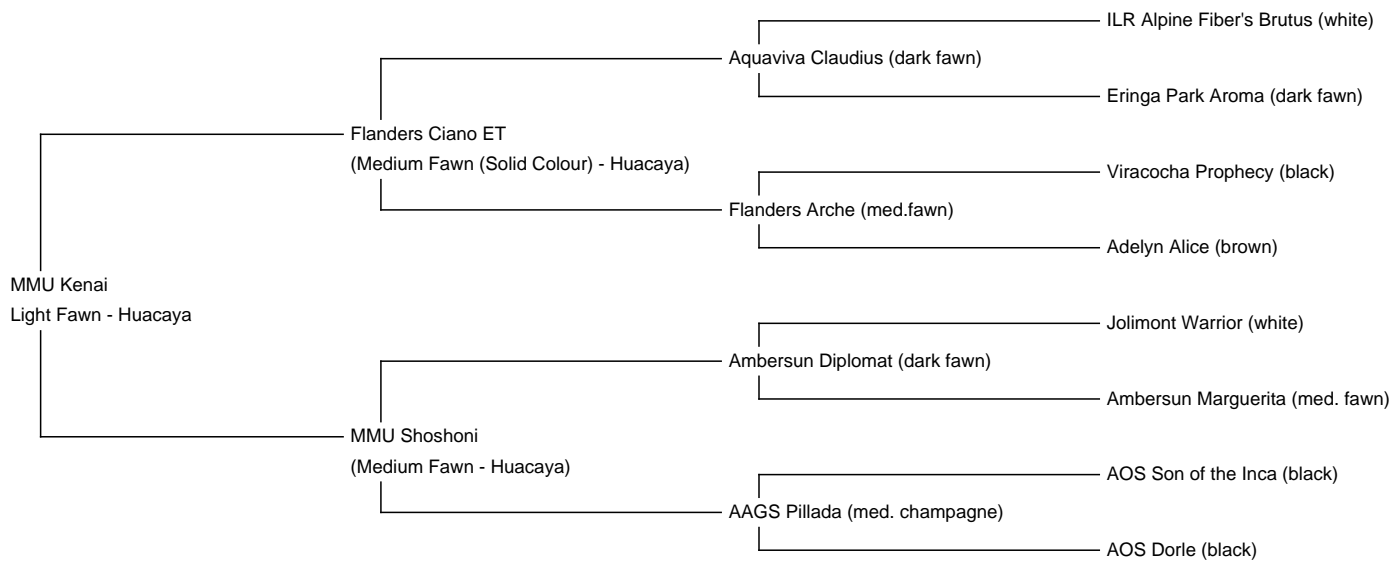 ILR Alpine Fiber's Brutus (white)
Aquaviva Claudius (dark fawn)
Eringa Park Aroma (dark fawn)
Flanders Ciano ET
(Medium Fawn (Solid Colour) - Huacaya)
Viracocha Prophecy (black)
Flanders Arche (med.fawn)
Adelyn Alice (brown)
MMU Kenai
Light Fawn - Huacaya
Jolimont Warrior (white)
Ambersun Diplomat (dark fawn)
Ambersun Marguerita (med. fawn)
MMU Shoshoni
(Medium Fawn - Huacaya)
AOS Son of the Inca (black)
AAGS Pillada (med. champagne)
AOS Dorle (black)